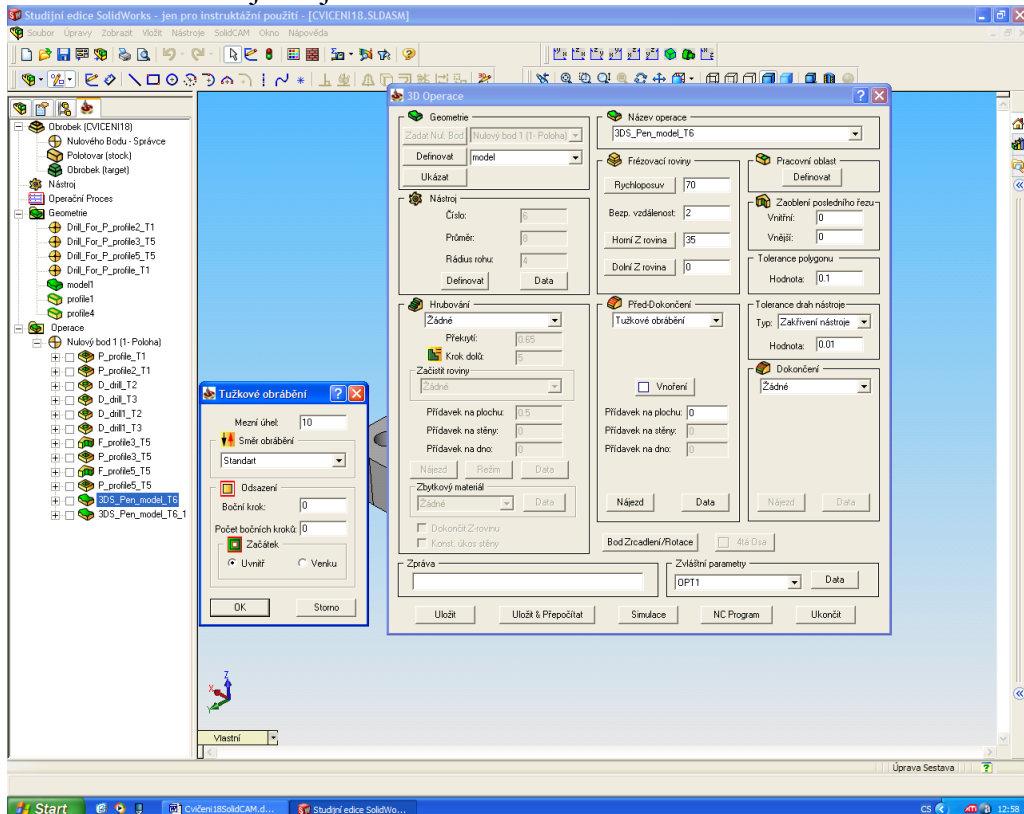 Studijní edice SolidWorks - jen pro instruktážní použití - [CVICENI18.SLDASM]
Soubor Úpravy Zobrazit Vložit Nástroje SolidCAM Okno Nápověda
Obrobek (CVICENI18)
Nulového Bodu - Správce
Polotovar (stock)
Obrobek (target)
Nástroj
Operační Proces
Geometrie
Drill_For_P_profile2_T1
Drill_For_P_profile3_T5
Drill_For_P_profile5_T5
Drill_For_P_profile_T1
model1
profile1
profile4
Operace
Nulový bod 1 (1- Poloha)
P_profile_T1
P_profile2_T1
D_drill_T2
D_drill_T3
D_drill1_T2
D_drill1_T3
F_profile3_T5
P_profile3_T5
F_profile5_T5
P_profile5_T5
3DS_Pen_model_T6
3DS_Pen_model_T6_1
Tužkové obrábění
Mezní úhel: 10
Směr obrábění
Standart
Odsazení
Boční krok: 0
Počet bočních kroků: 0
Začátek
Uvnitř Venku
OK Storno
3D Operace
Geometrie
Zadat Nul. Bod Nulový bod 1 (1- Poloha)
Definovat model
Ukázat
Nástroj
Číslo: 6
Průměr: 8
Rádius rohu: 4
Definovat Data
Hrubování
Žádné
Překrytí: 0.65
Krok dolů: 5
Začistit roviny
Žádné
Přídavek na plochu: 0.5
Přídavek na stěny: 0
Přídavek na dno: 0
Nájezd Režim Data
Zbytkový materiál
Žádné Data
Dokončit Z-rovinu
Konst. úkos stěny
Název operace
3DS_Pen_model_T6
Frézovací roviny
Rychloposuv 70
Bezp. vzdálenost: 2
Horní Z rovina 35
Dolní Z rovina 0
Pracovní oblast
Definovat
Zaoblení posledního řezu
Vnitřní: 0
Vnější: 0
Tolerance polygonu
Hodnota: 0.1
Před-Dokončení
Tužkové obrábění
Vnoření
Přídavek na plochu: 0
Přídavek na stěny: 0
Přídavek na dno: 0
Nájezd Data
Tolerance drah nástroje
Typ: Zakřivení nástroje
Hodnota: 0.01
Dokončení
Žádné
Nájezd Data
Bod Zrcadlení/Rotace 4tá Osa
Zpráva
Zvláštní parametry
OPT1 Data
Uložit Uložit & Přepočítat Simulace NC Program Ukončit
Z
X
Y
Vlastní
Úprava Sestava
Start Cvičeni18SolidCAM.d... Studijní edice SolidWo... CS 12:58